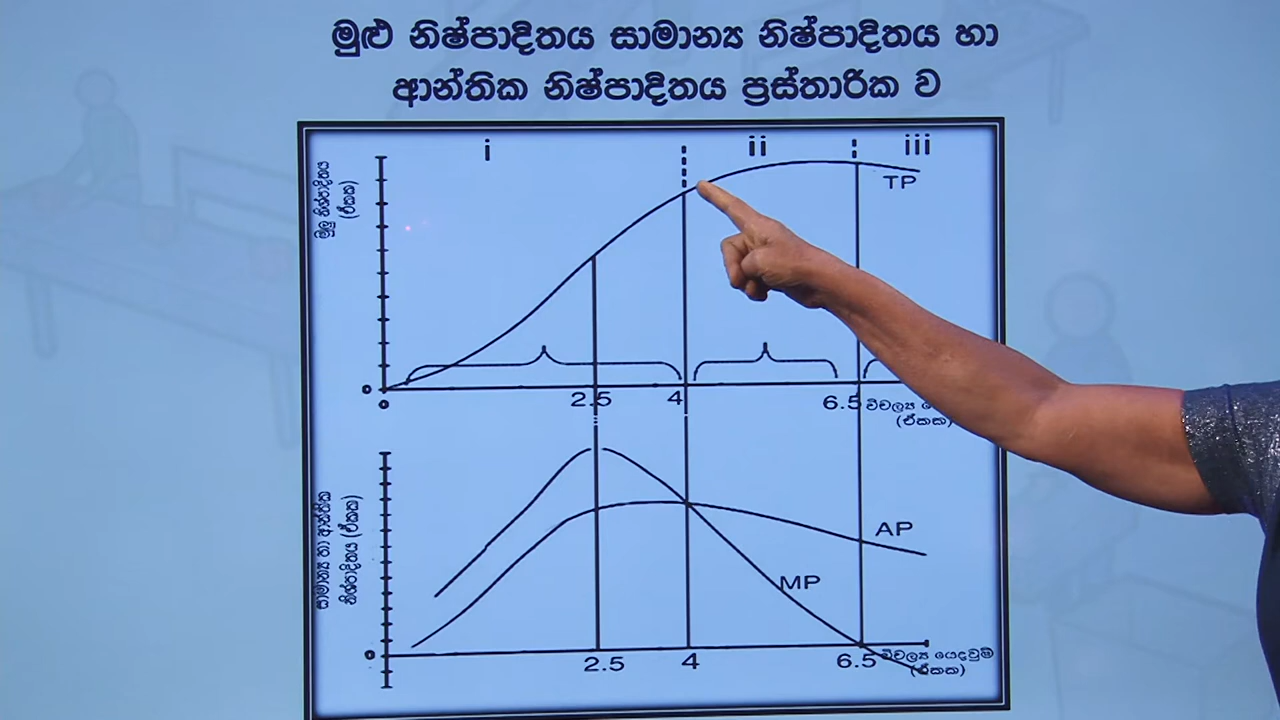 මුළු නිෂ්පාදිතය සාමාන්‍ය නිෂ්පාදිතය හා
ආන්තික නිෂ්පාදිතය ප්‍රස්තාරික ව
i
ii
iii
මුලු නිශ්පාදිතය
(ඒකක)
TP
0
0
2.5
4
6.5
විචල්‍ය
(ඒකක)
සාමාන්‍ය හා ආන්තික
නිශ්පාදිතය (ඒකක)
AP
MP
0
2.5
4
6.5
විචල්‍ය යෙදවුම්
(ඒකක)